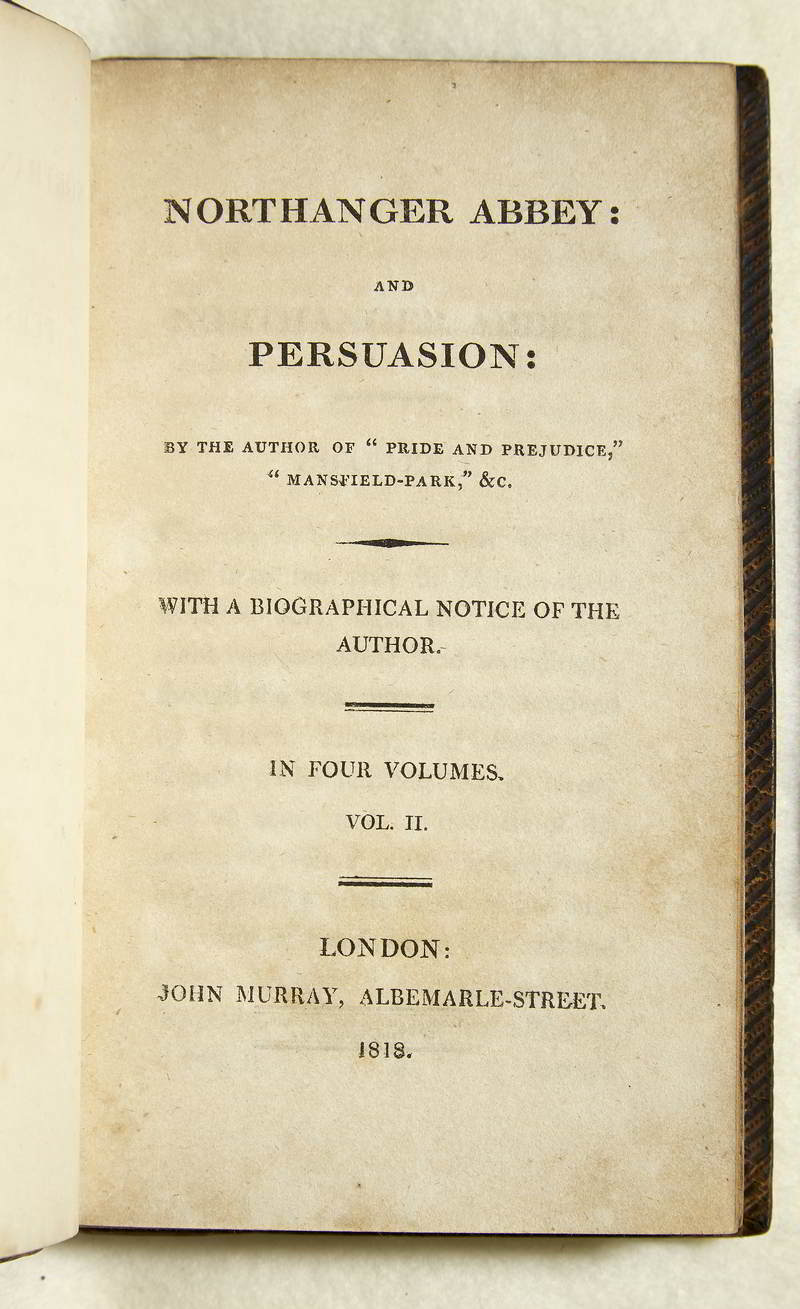 NORTHANGER ABBEY:
AND
PERSUASION:
BY THE AUTHOR OF “ PRIDE AND PREJUDICE,”
“ MANSFIELD-PARK,” &C.
WITH A BIOGRAPHICAL NOTICE OF THE
AUTHOR.
IN FOUR VOLUMES.
VOL. II.
LONDON:
JOHN MURRAY, ALBEMARLE-STREET.
1818.